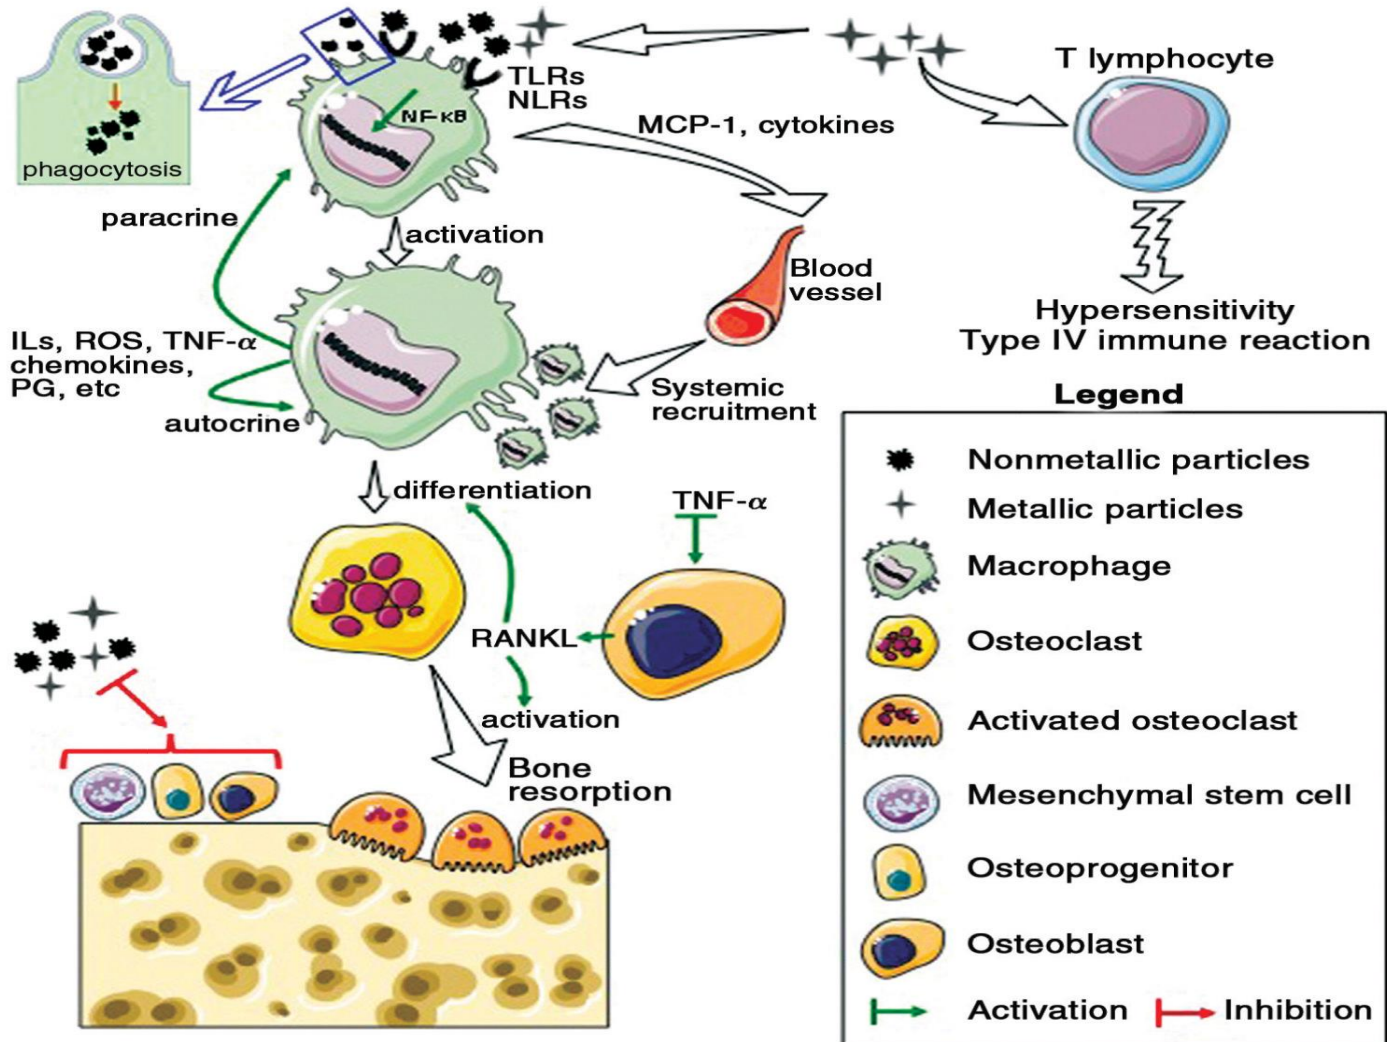 phagocytosis
TLRs
NLRs
NF-κB
T lymphocyte
MCP-1, cytokines
paracrine
activation
Blood
vessel
Hypersensitivity
Type IV immune reaction
ILs, ROS, TNF-α
chemokines,
PG, etc
autocrine
Systemic
recruitment
differentiation
TNF-α
RANKL
activation
Bone
resorption
Legend
Nonmetallic particles
Metallic particles
Macrophage
Osteoclast
Activated osteoclast
Mesenchymal stem cell
Osteoprogenitor
Osteoblast
Activation
Inhibition